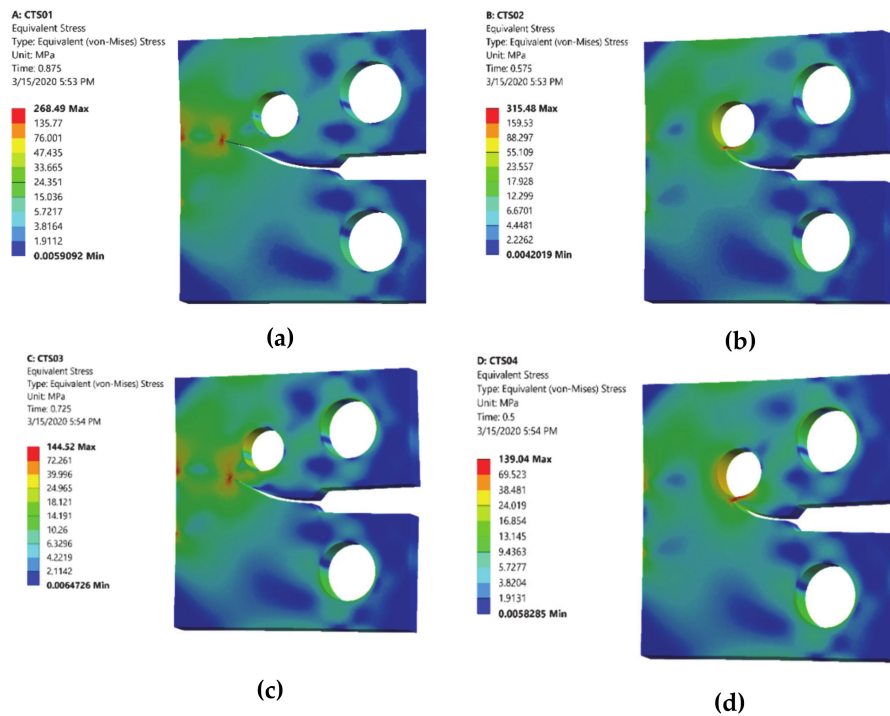 A: CTS01
Equivalent Stress
Type: Equivalent (von-Mises) Stress
Unit: MPa
Time: 0.875
3/15/2020 5:53 PM
268.49 Max
135.77
76.001
47.435
33.665
24.351
15.036
5.7217
3.8164
1.9112
0.0059092 Min
(a)
B: CTS02
Equivalent Stress
Type: Equivalent (von-Mises) Stress
Unit: MPa
Time: 0.575
3/15/2020 5:53 PM
315.48 Max
159.53
88.297
55.109
23.557
17.928
12.299
6.6701
4.4481
2.2262
0.0042019 Min
(b)
C: CTS03
Equivalent Stress
Type: Equivalent (von-Mises) Stress
Unit: MPa
Time: 0.725
3/15/2020 5:54 PM
144.52 Max
72.261
39.996
24.965
18.121
14.191
10.26
6.3296
4.2219
2.1142
0.0064726 Min
(c)
D: CTS04
Equivalent Stress
Type: Equivalent (von-Mises) Stress
Unit: MPa
Time: 0.5
3/15/2020 5:54 PM
139.04 Max
69.523
38.481
24.019
16.854
13.145
9.4363
5.7277
3.8204
1.9131
0.0058285 Min
(d)